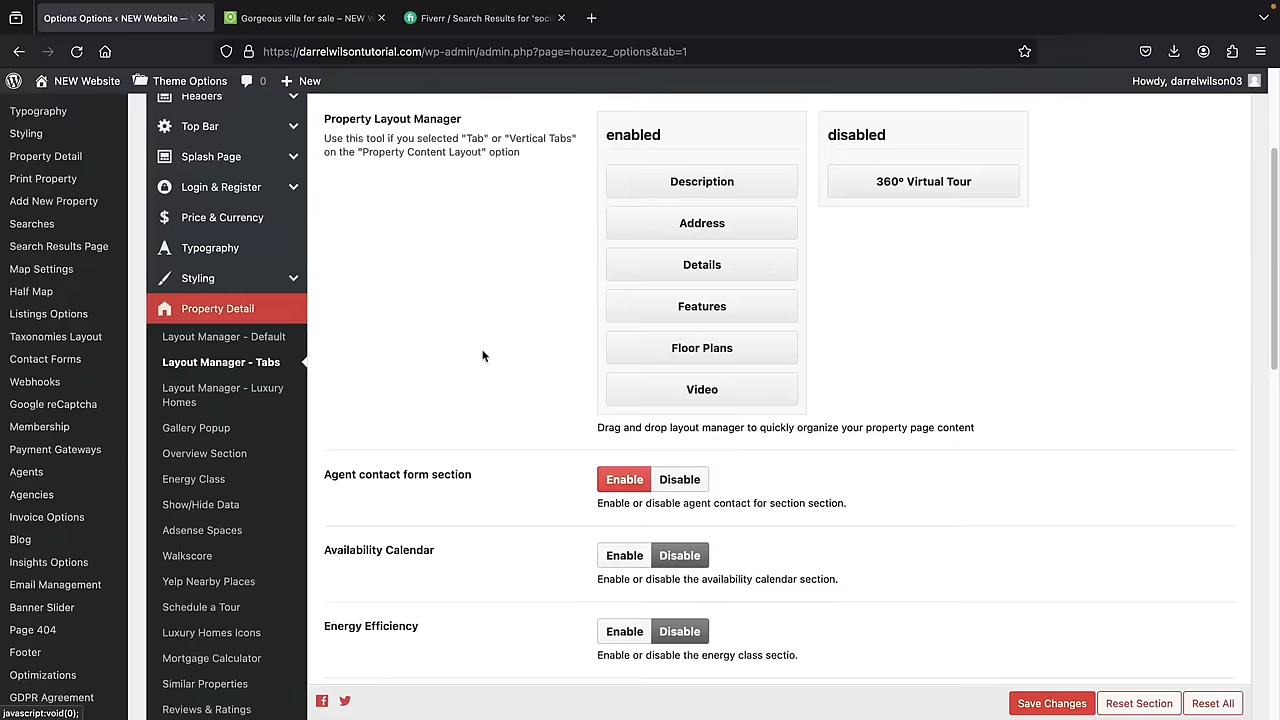 Options Options < NEW Website —
Gorgeous villa for sale – NEW W
Fiverr / Search Results for 'soci
https://darrelwilsontutorial.com/wp-admin/admin.php?page=houzez_options&tab=1
NEW Website
Theme Options
0
New
Howdy, darrelwilson03
Typography
Styling
Property Detail
Print Property
Add New Property
Searches
Search Results Page
Map Settings
Half Map
Listings Options
Taxonomies Layout
Contact Forms
Webhooks
Google reCaptcha
Membership
Payment Gateways
Agents
Agencies
Invoice Options
Blog
Insights Options
Email Management
Banner Slider
Page 404
Footer
Optimizations
GDPR Agreement
javascript:void(0);
Headers
Top Bar
Splash Page
Login & Register
Price & Currency
Typography
Styling
Property Detail
Layout Manager - Default
Layout Manager - Tabs
Layout Manager - Luxury
Homes
Gallery Popup
Overview Section
Energy Class
Show/Hide Data
Adsense Spaces
Walkscore
Yelp Nearby Places
Schedule a Tour
Luxury Homes Icons
Mortgage Calculator
Similar Properties
Reviews & Ratings
Property Layout Manager
Use this tool if you selected "Tab" or "Vertical Tabs"
on the "Property Content Layout" option
enabled
Description
Address
Details
Features
Floor Plans
Video
disabled
360° Virtual Tour
Drag and drop layout manager to quickly organize your property page content
Agent contact form section
Enable Disable
Enable or disable agent contact for section section.
Availability Calendar
Enable Disable
Enable or disable the availability calendar section.
Energy Efficiency
Enable Disable
Enable or disable the energy class sectio.
Save Changes
Reset Section
Reset All